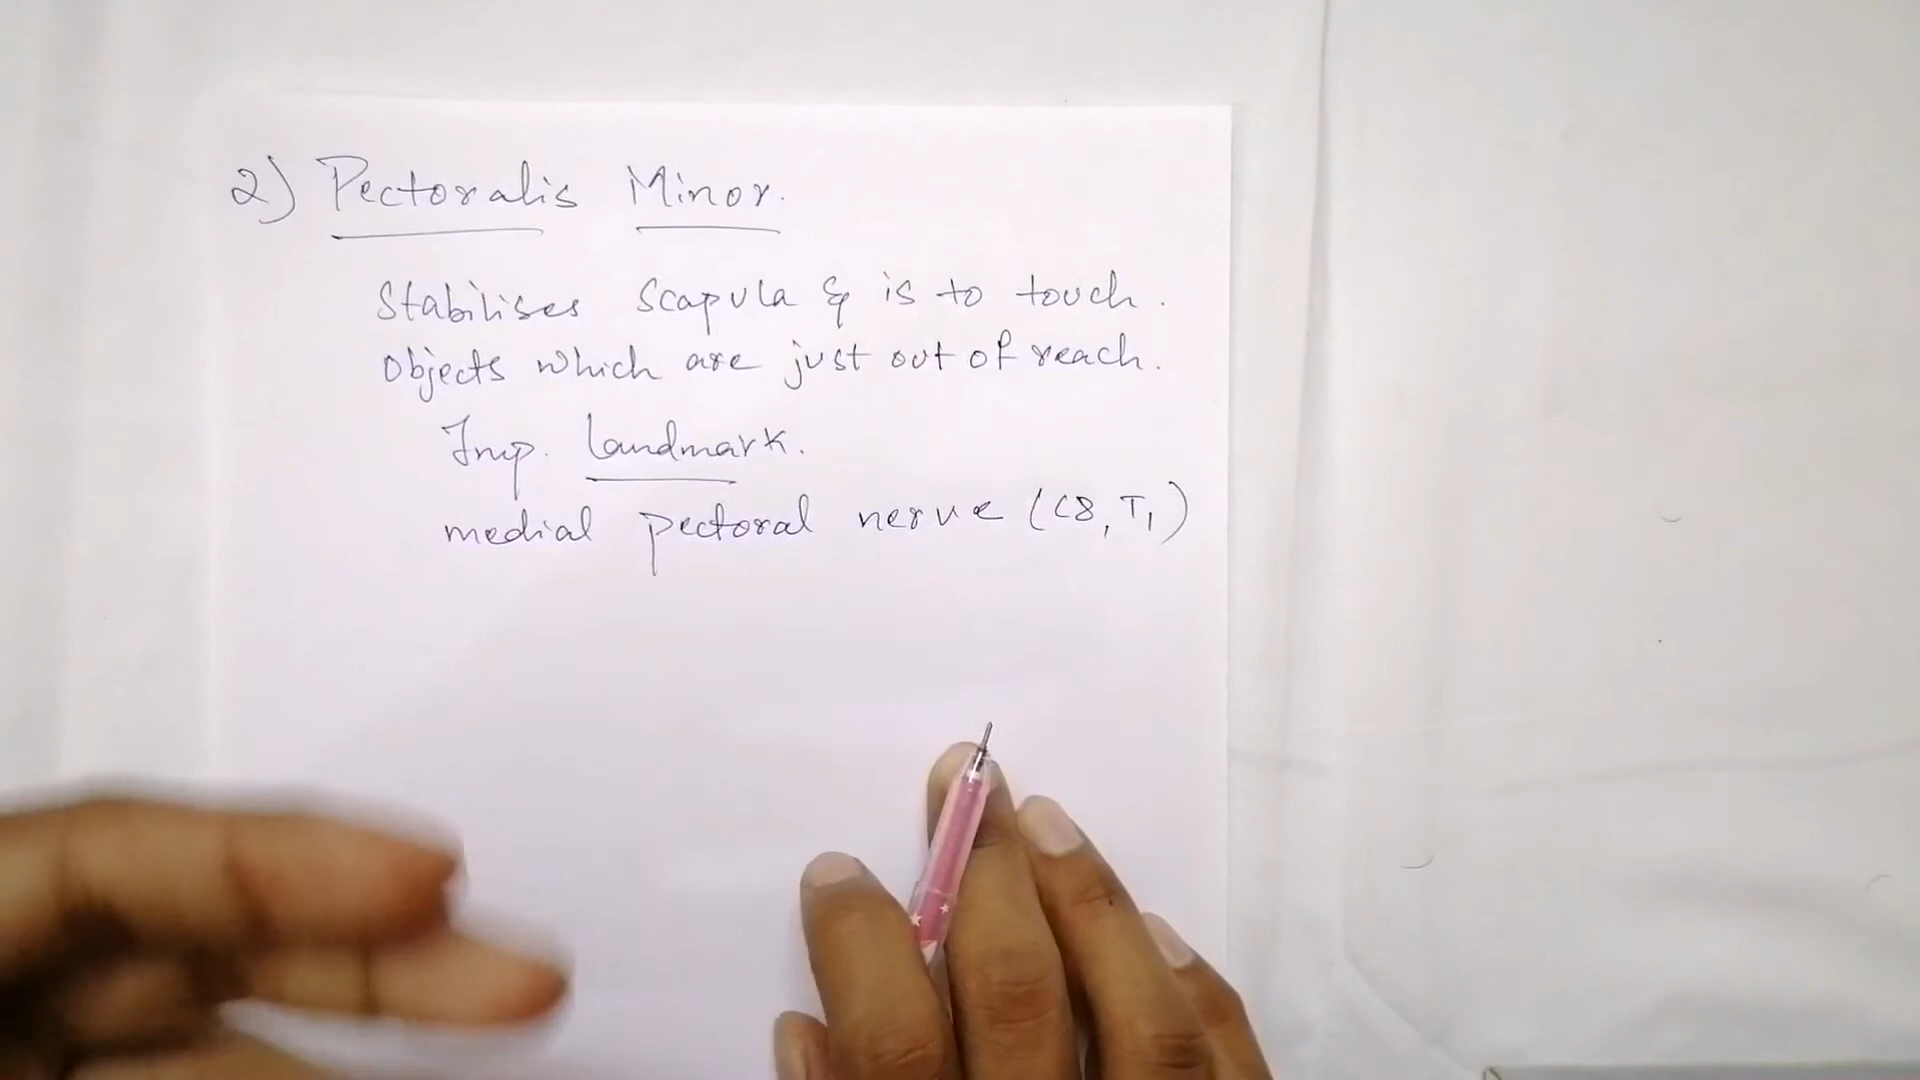 2) Pectoralis Minor.
Stabilises Scapula & is to touch.
objects which are just out of reach.
Imp. landmark.
medial pectoral nerve (C8, T1)